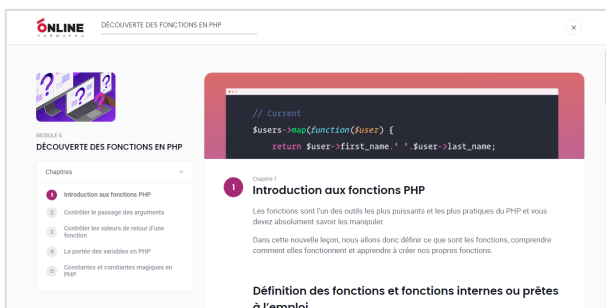 ONLINE
FORMAPRO
DÉCOUVERTE DES FONCTIONS EN PHP
×
? ? ?
MODULE 4
DÉCOUVERTE DES FONCTIONS EN PHP
Chapitres
1 Introduction aux fonctions PHP
2 Contrôler le passage des arguments
3 Contrôler les valeurs de retour d'une
fonction
4 La portée des variables en PHP
5 Constantes et constantes magiques en
PHP
// Current
$users->map(function($user) {
return $user->first_name.' '.$user->last_name;
Chapitre 1
1 Introduction aux fonctions PHP
Les fonctions sont l'un des outils les plus puissants et les plus pratiques du PHP et vous
devez absolument savoir les manipuler.
Dans cette nouvelle leçon, nous allons donc définir ce que sont les fonctions, comprendre
comment elles fonctionnent et apprendre à créer nos propres fonctions.
Définition des fonctions et fonctions internes ou prêtes
à l'emploi